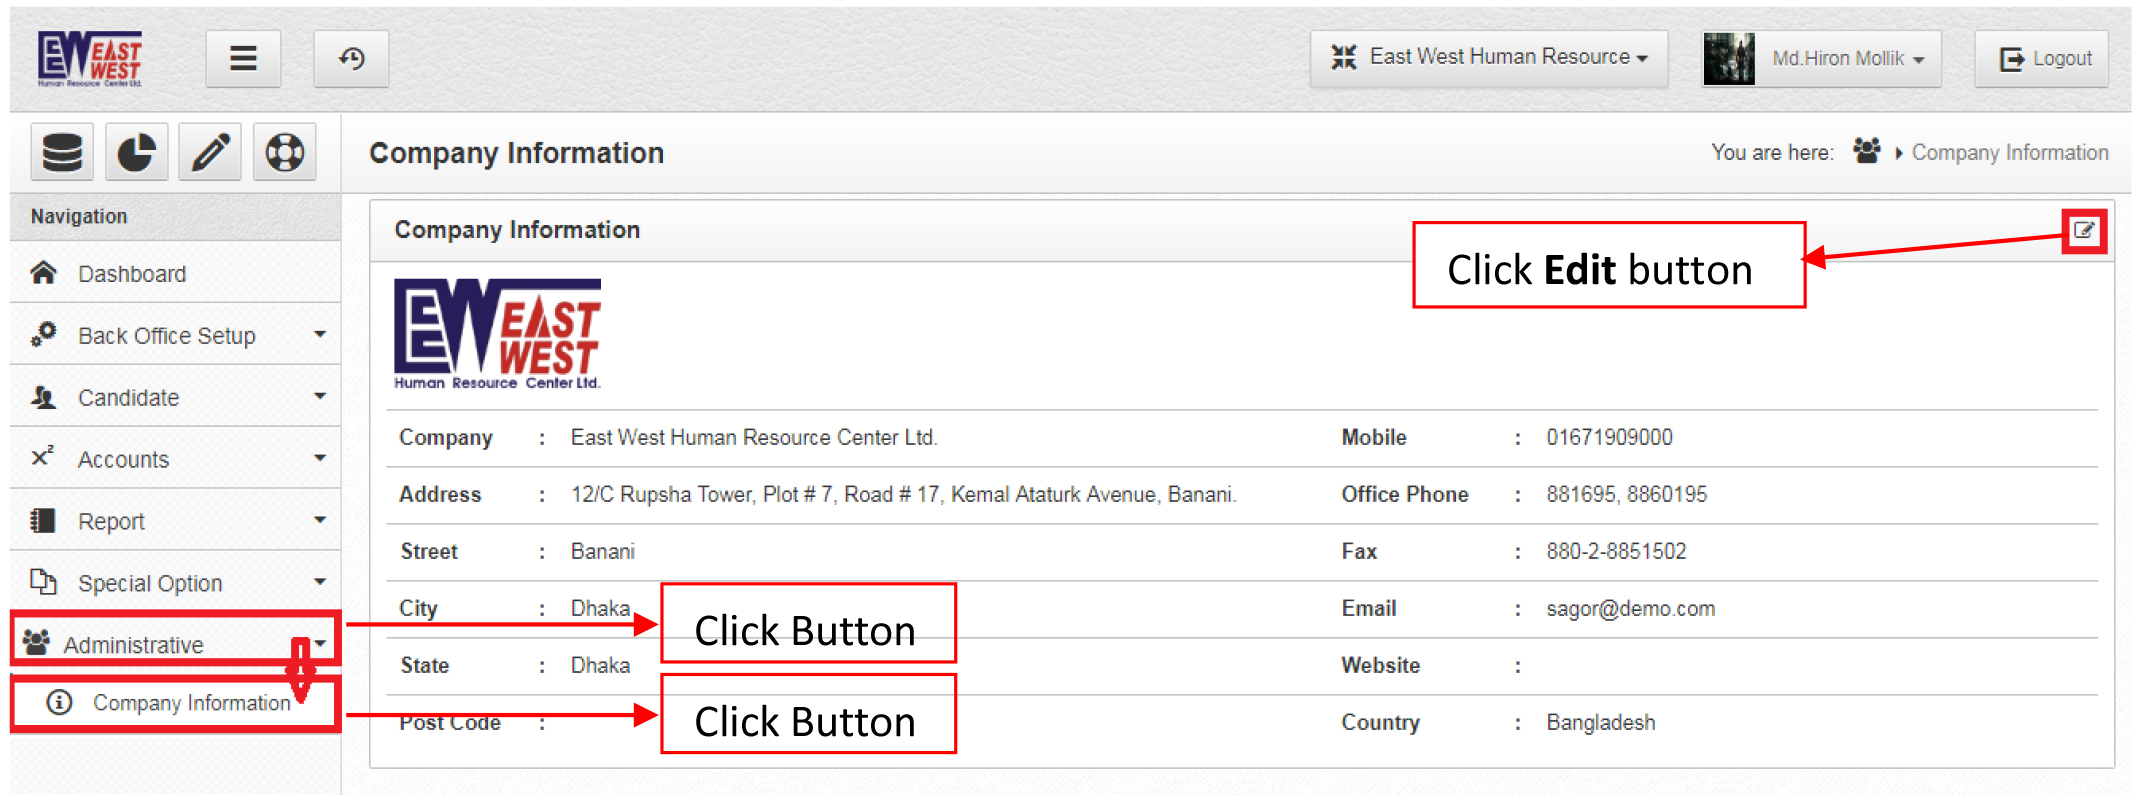 EW EAST WEST
Human Resource Center Ltd.
East West Human Resource
Md.Hiron Mollik
Logout
Company Information
You are here: Company Information
Navigation
Dashboard
Back Office Setup
Candidate
x² Accounts
Report
Special Option
Administrative
Company Information
Company Information
Click Edit button
EW EAST WEST
Human Resource Center Ltd.
Company : East West Human Resource Center Ltd. Mobile : 01671909000
Address : 12/C Rupsha Tower, Plot # 7, Road # 17, Kemal Ataturk Avenue, Banani. Office Phone : 881695, 8860195
Street : Banani Fax : 880-2-8851502
City : Dhaka Email : sagor@demo.com
Click Button
State : Dhaka Website :
Post Code : Country : Bangladesh
Click Button